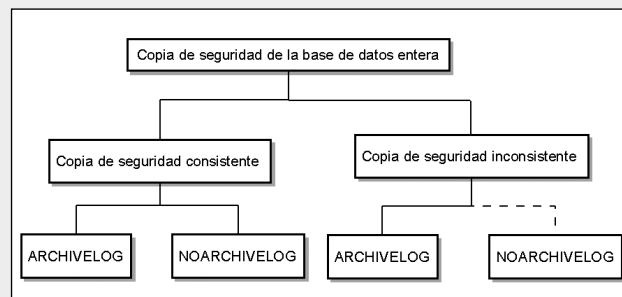 Copia de seguridad de la base de datos entera
Copia de seguridad consistente
Copia de seguridad inconsistente
ARCHIVELOG
NOARCHIVELOG
ARCHIVELOG
NOARCHIVELOG